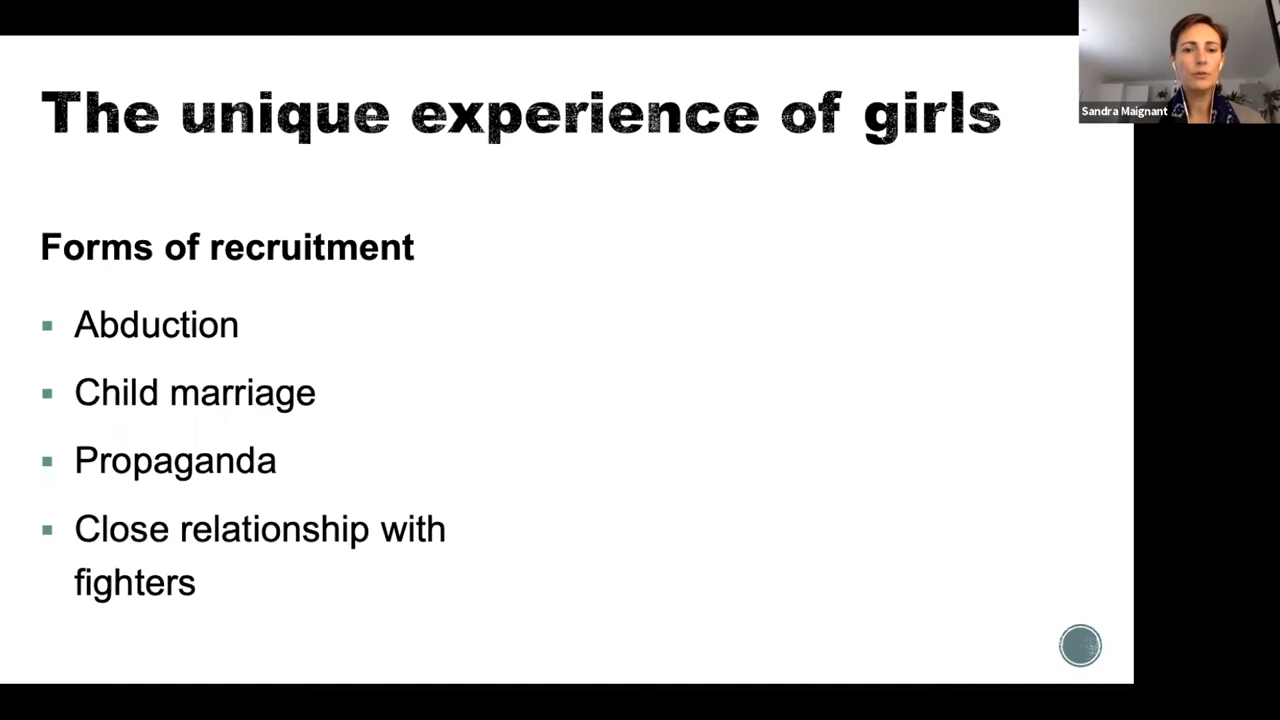 The unique experience of girls
Sandra Maignant
Forms of recruitment
Abduction
Child marriage
Propaganda
Close relationship with
fighters